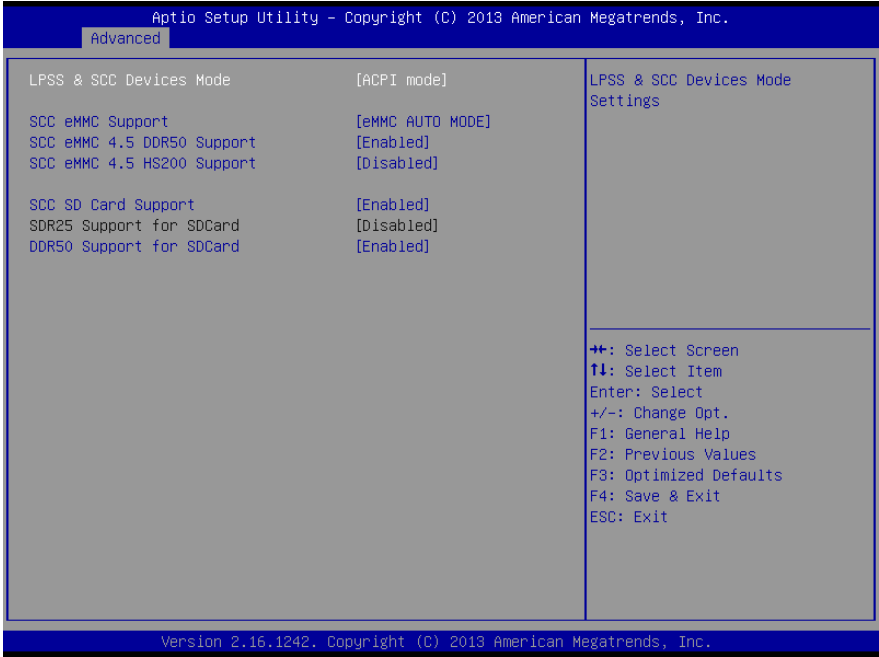 Aptio Setup Utility – Copyright (C) 2013 American Megatrends, Inc.
Advanced
LPSS & SCC Devices Mode [ACPI mode]
SCC eMMC Support [eMMC AUTO MODE]
SCC eMMC 4.5 DDR50 Support [Enabled]
SCC eMMC 4.5 HS200 Support [Disabled]
SCC SD Card Support [Enabled]
SDR25 Support for SDCard [Disabled]
DDR50 Support for SDCard [Enabled]
LPSS & SCC Devices Mode
Settings
→←: Select Screen
↑↓: Select Item
Enter: Select
+/-: Change Opt.
F1: General Help
F2: Previous Values
F3: Optimized Defaults
F4: Save & Exit
ESC: Exit
Version 2.16.1242. Copyright (C) 2013 American Megatrends, Inc.